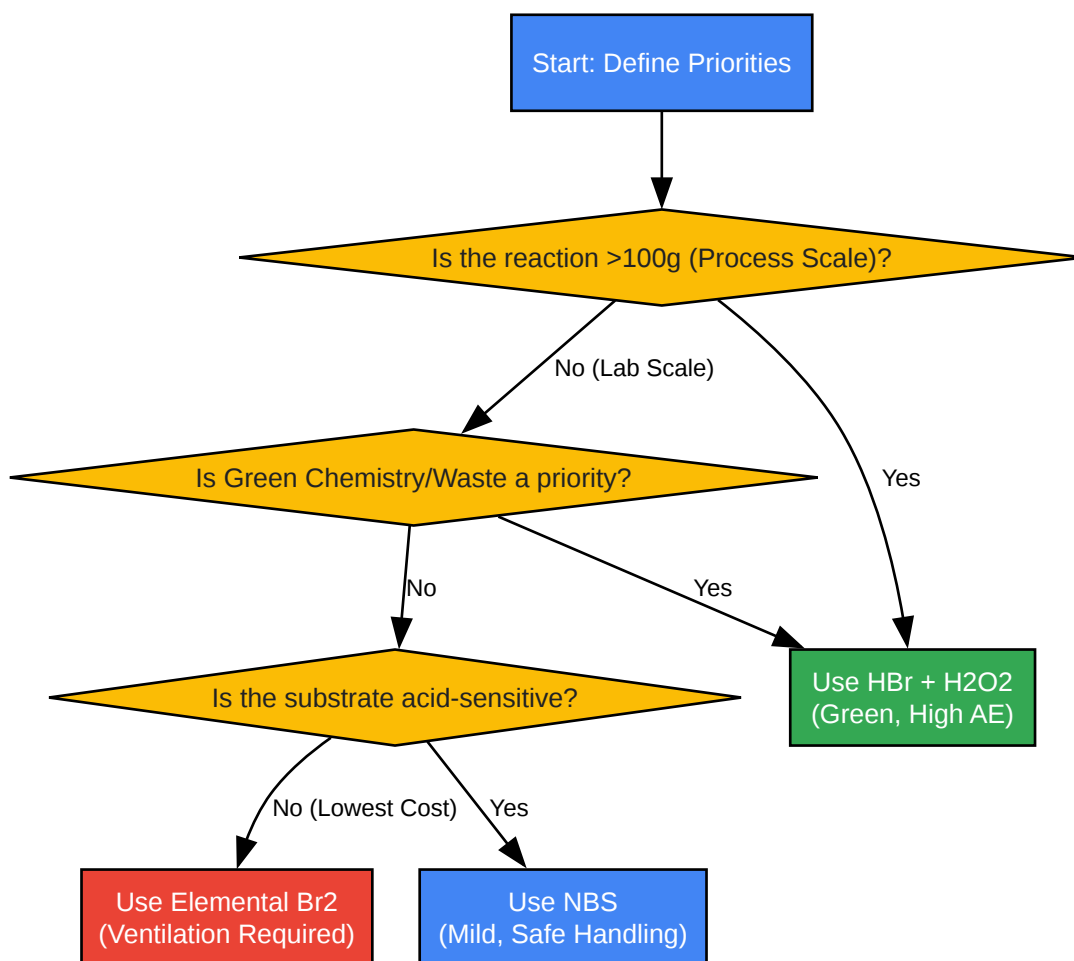 Start: Define Priorities
Is the reaction >100g (Process Scale)?
No (Lab Scale)
Yes
Is Green Chemistry/Waste a priority?
No
Yes
Is the substrate acid-sensitive?
Use HBr + H2O2
(Green, High AE)
No (Lowest Cost)
Yes
Use Elemental Br2
(Ventilation Required)
Use NBS
(Mild, Safe Handling)